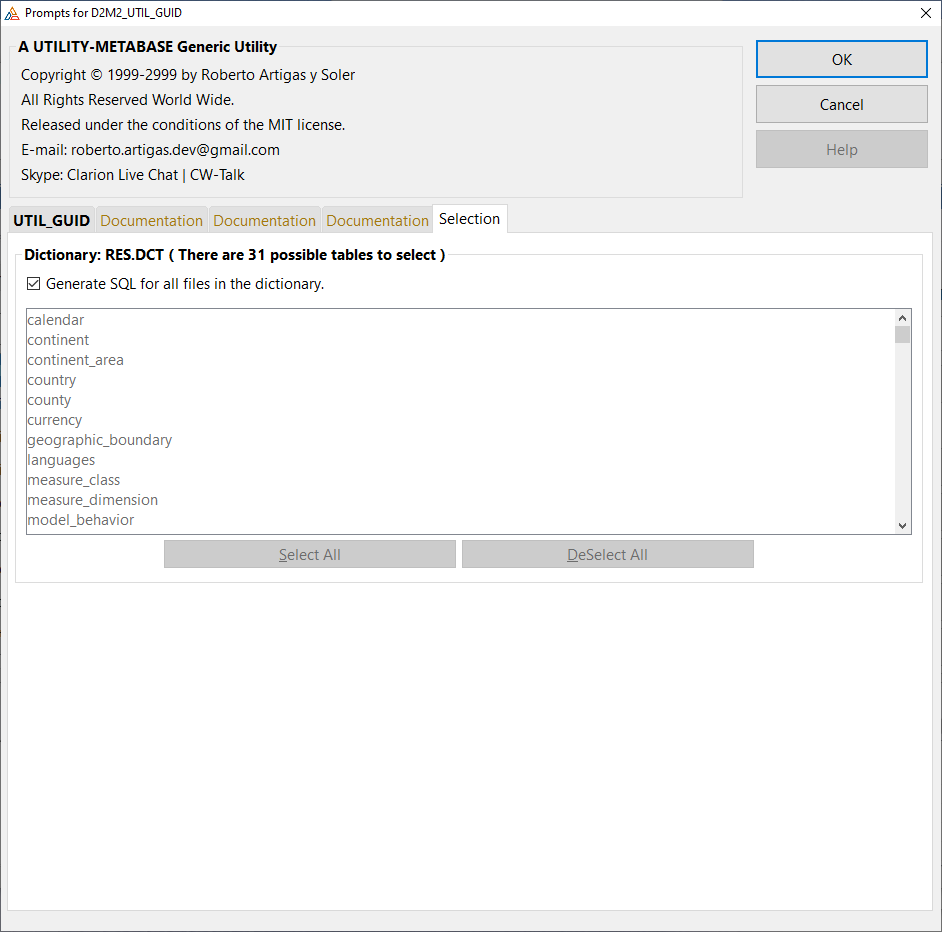 Prompts for D2M2_UTIL_GUID
A UTILITY-METABASE Generic Utility
Copyright © 1999-2999 by Roberto Artigas y Soler
All Rights Reserved World Wide.
Released under the conditions of the MIT license.
E-mail: roberto.artigas.dev@gmail.com
Skype: Clarion Live Chat | CW-Talk
OK
Cancel
Help
UTIL_GUID Documentation Documentation Documentation Selection
Dictionary: RES.DCT ( There are 31 possible tables to select )
Generate SQL for all files in the dictionary.
calendar
continent
continent_area
country
county
currency
geographic_boundary
languages
measure_class
measure_dimension
model_behavior
Select All DeSelect All